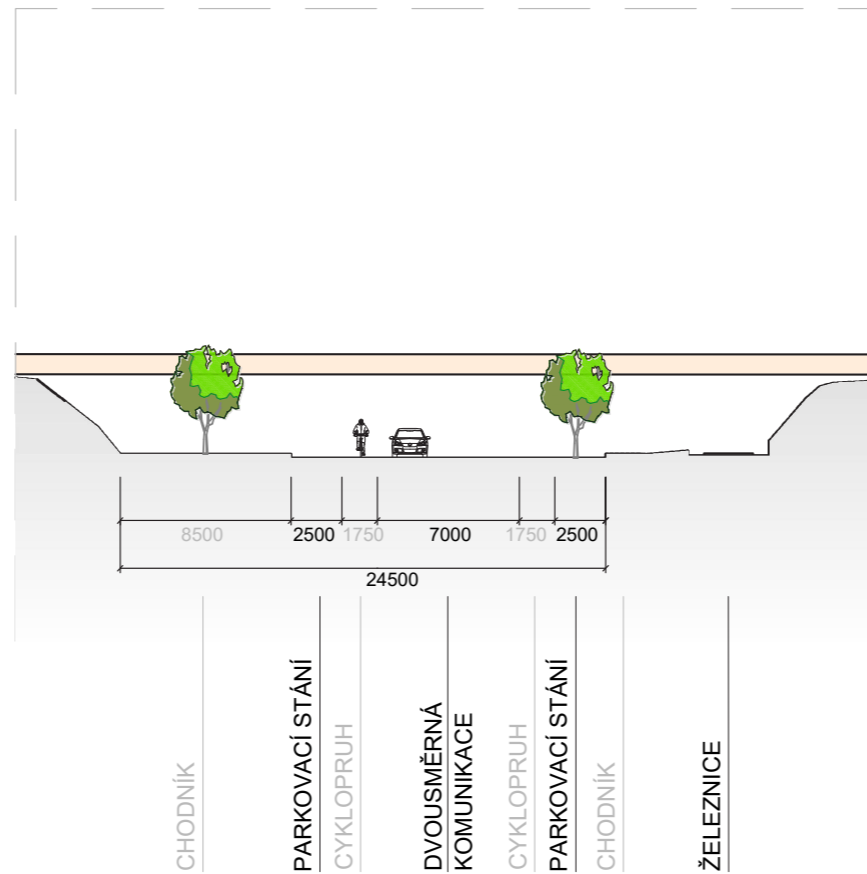 8500
2500
1750
7000
1750
2500
24500
CHODNÍK
PARKOVACÍ STÁNÍ
CYKLOPRUH
DVOUSMĚRNÁ
KOMUNIKACE
CYKLOPRUH
PARKOVACÍ STÁNÍ
CHODNÍK
ŽELEZNICE